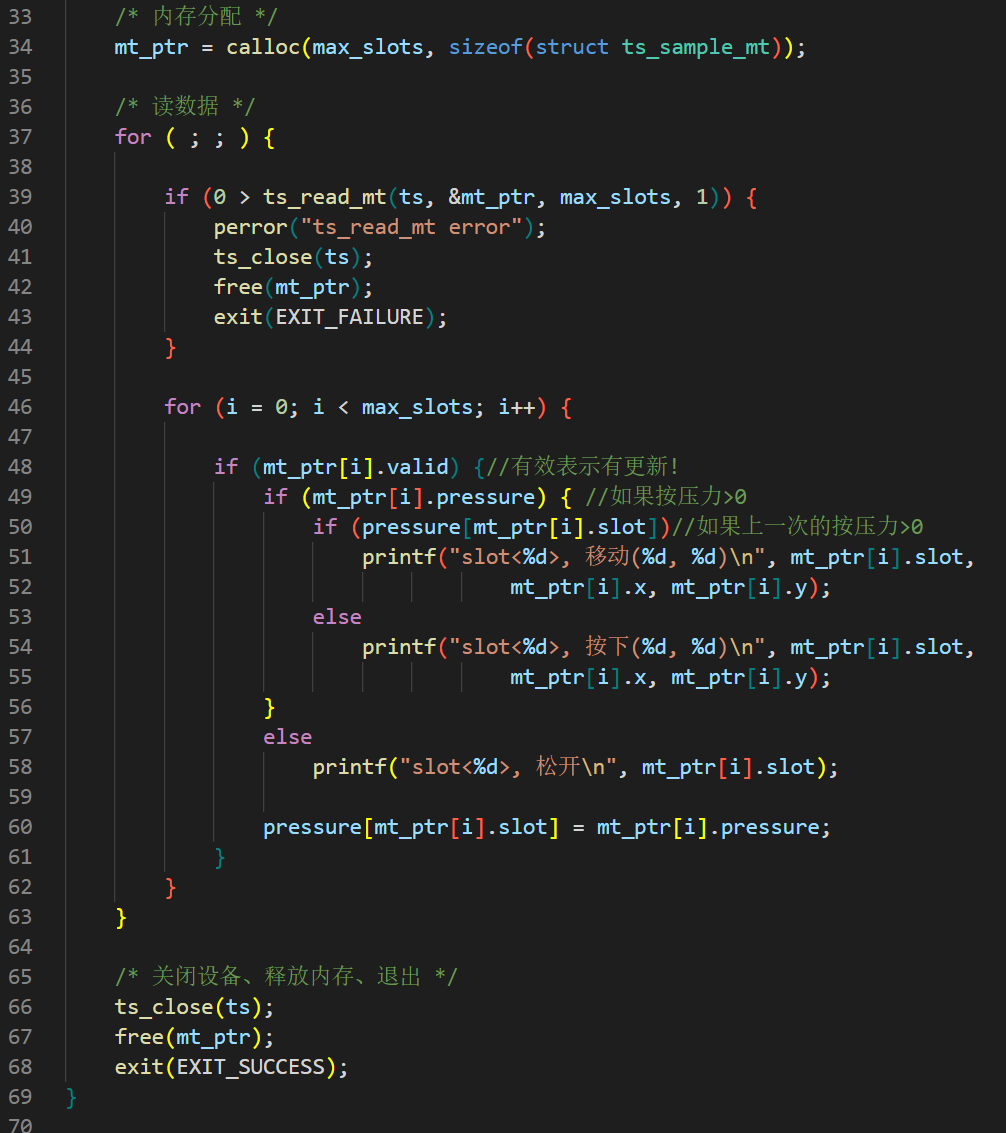 33 /* 内存分配 */
34 mt_ptr = calloc(max_slots, sizeof(struct ts_sample_mt));
35
36 /* 读数据 */
37 for ( ; ; ) {
38
39 if (0 > ts_read_mt(ts, &mt_ptr, max_slots, 1)) {
40 perror("ts_read_mt error");
41 ts_close(ts);
42 free(mt_ptr);
43 exit(EXIT_FAILURE);
44 }
45
46 for (i = 0; i < max_slots; i++) {
47
48 if (mt_ptr[i].valid) {//有效表示有更新!
49 if (mt_ptr[i].pressure) { //如果按压力>0
50 if (pressure[mt_ptr[i].slot])//如果上一次的按压力>0
51 printf("slot<%d>, 移动(%d, %d)\n", mt_ptr[i].slot,
52 mt_ptr[i].x, mt_ptr[i].y);
53 else
54 printf("slot<%d>, 按下(%d, %d)\n", mt_ptr[i].slot,
55 mt_ptr[i].x, mt_ptr[i].y);
56 }
57 else
58 printf("slot<%d>, 松开\n", mt_ptr[i].slot);
59
60 pressure[mt_ptr[i].slot] = mt_ptr[i].pressure;
61 }
62 }
63 }
64
65 /* 关闭设备、释放内存、退出 */
66 ts_close(ts);
67 free(mt_ptr);
68 exit(EXIT_SUCCESS);
69 }
70